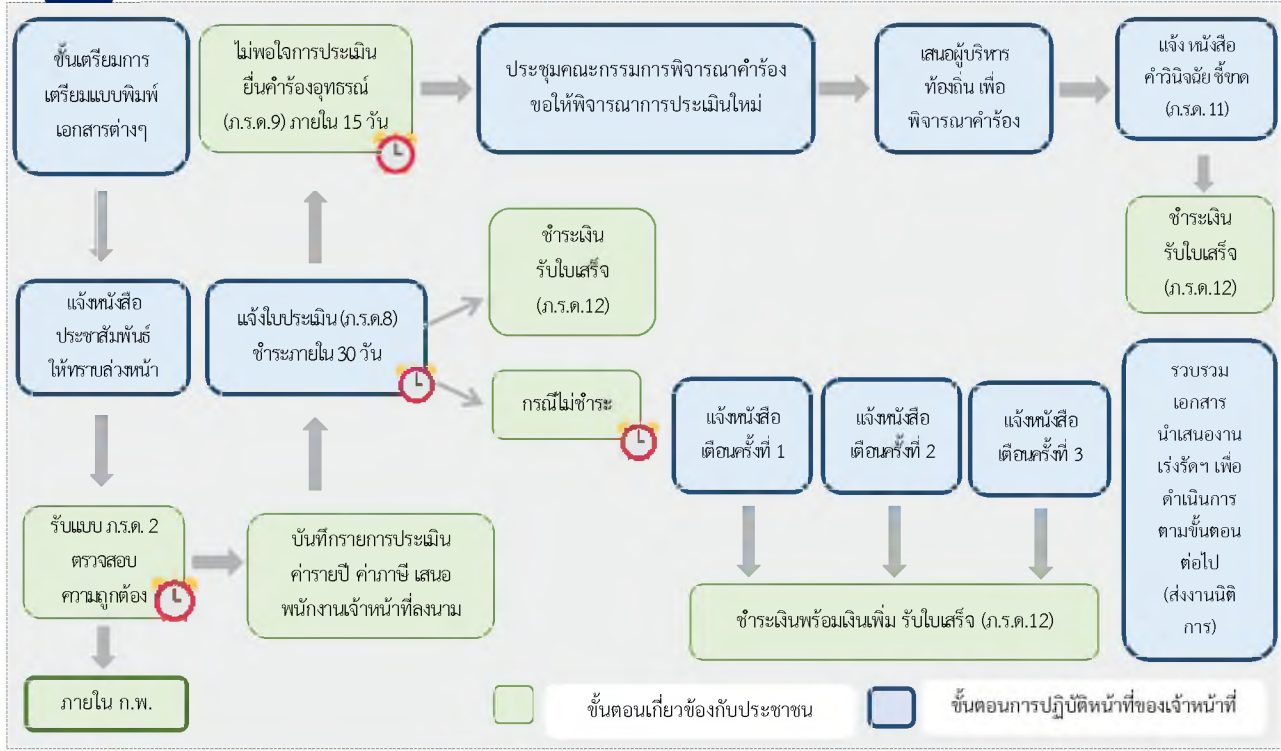 ขั้นเตรียมการ
เตรียมแบบพิมพ์
เอกสารต่างๆ
ไม่พอใจการประเมิน
ยื่นคำร้องอุทธรณ์
(ภ.ร.ด.9) ภายใน 15 วัน
ประชุมคณะกรรมการพิจารณาคำร้อง
ขอให้พิจารณาการประเมินใหม่
เสนอผู้บริหาร
ท้องถิ่น เพื่อ
พิจารณาคำร้อง
แจ้ง หนังสือ
คำวินิจฉัย ชี้ขาด
(ภ.ร.ด. 11)
ชำระเงิน
รับใบเสร็จ
(ภ.ร.ด.12)
แจ้งหนังสือ
ประชาสัมพันธ์
ให้ทราบล่วงหน้า
แจ้งใบประเมิน (ภ.ร.ด.8)
ชำระภายใน 30 วัน
ชำระเงิน
รับใบเสร็จ
(ภ.ร.ด.12)
กรณีไม่ชำระ
แจ้งหนังสือ
เตือนครั้งที่ 1
แจ้งหนังสือ
เตือนครั้งที่ 2
แจ้งหนังสือ
เตือนครั้งที่ 3
รวบรวม
เอกสาร
นำเสนองาน
เร่งรัดฯ เพื่อ
ดำเนินการ
ตามขั้นตอน
ต่อไป
(ส่งงานนิติ
การ)
รับแบบ ภ.ร.ด. 2
ตรวจสอบ
ความถูกต้อง
บันทึกรายการประเมิน
ค่ารายปี ค่าภาษี เสนอ
พนักงานเจ้าหน้าที่ลงนาม
ชำระเงินพร้อมเงินเพิ่ม รับใบเสร็จ (ภ.ร.ด.12)
ภายใน ก.พ.
ขั้นตอนเกี่ยวข้องกับประชาชน
ขั้นตอนการปฏิบัติหน้าที่ของเจ้าหน้าที่